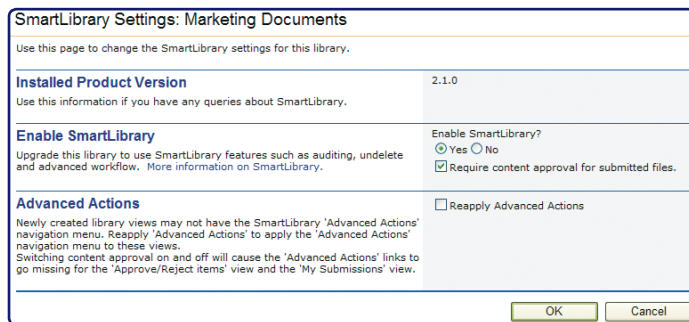 SmartLibrary Settings: Marketing Documents
Use this page to change the SmartLibrary settings for this library.
Installed Product Version
Use this information if you have any queries about SmartLibrary.
2.1.0
Enable SmartLibrary
Upgrade this library to use SmartLibrary features such as auditing, undelete
and advanced workflow. More information on SmartLibrary.
Enable SmartLibrary?
Yes No
Require content approval for submitted files.
Advanced Actions
Newly created library views may not have the SmartLibrary 'Advanced Actions'
navigation menu. Reapply 'Advanced Actions' to apply the 'Advanced Actions'
navigation menu to these views.
Switching content approval on and off will cause the 'Advanced Actions' links to
go missing for the 'Approve/Reject items' view and the 'My Submissions' view.
Reapply Advanced Actions
OK Cancel